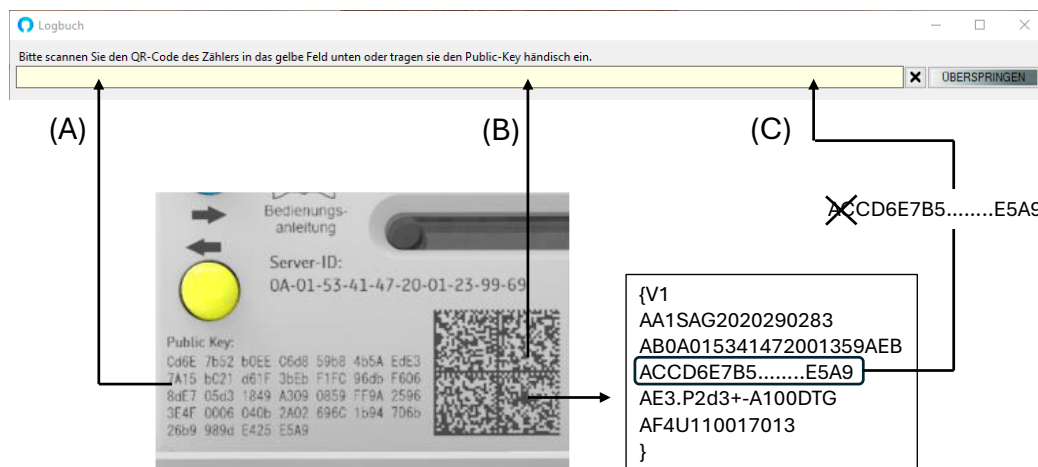 Logbuch
Bitte scannen Sie den QR-Code des Zählers in das gelbe Feld unten oder tragen sie den Public-Key händisch ein.
ÜBERSPRINGEN
(A)
(B)
(C)
Bedienungs-
anleitung
Server-ID:
0A-01-53-41-47-20-01-23-99-69
Public Key:
Cd6E 7b52 b0EE C6d8 59b8 4b5A EdE3
7A15 bC21 d61F 3bEb F1FC 96db F606
8dE7 05d3 1849 A309 0859 FF9A 2596
3E4F 0006 040b 2A02 696C 1b94 7D6b
26b9 989d E425 E5A9
ACCD6E7B5........E5A9
{V1
AA1SAG2020290283
AB0A015341472001359AEB
ACCD6E7B5........E5A9
AE3.P2d3+-A100DTG
AF4U110017013
}